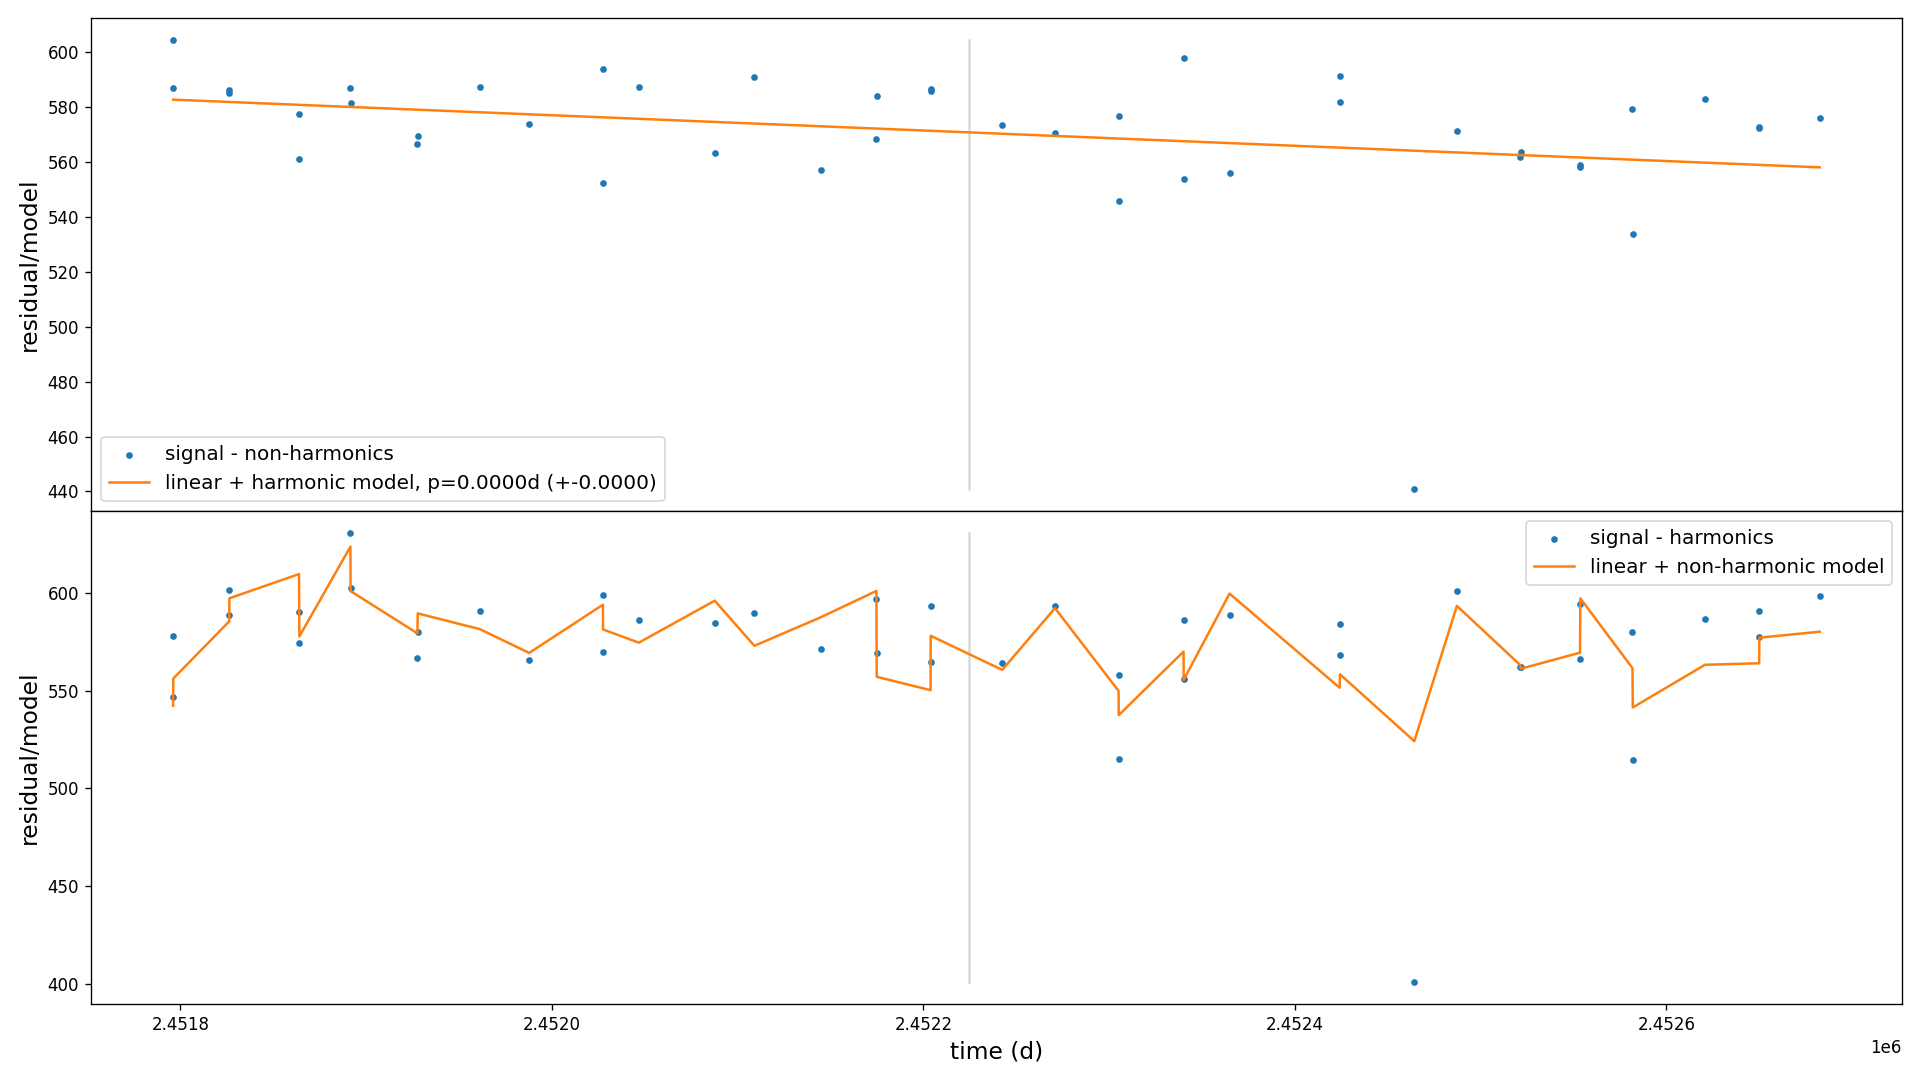 600
580
560
540
520
500
480
460
440
residual/model
signal - non-harmonics
linear + harmonic model, p=0.0000d (+-0.0000)
600
550
500
450
400
residual/model
signal - harmonics
linear + non-harmonic model
2.4518 2.4520 2.4522 2.4524 2.4526
time (d)
1e6